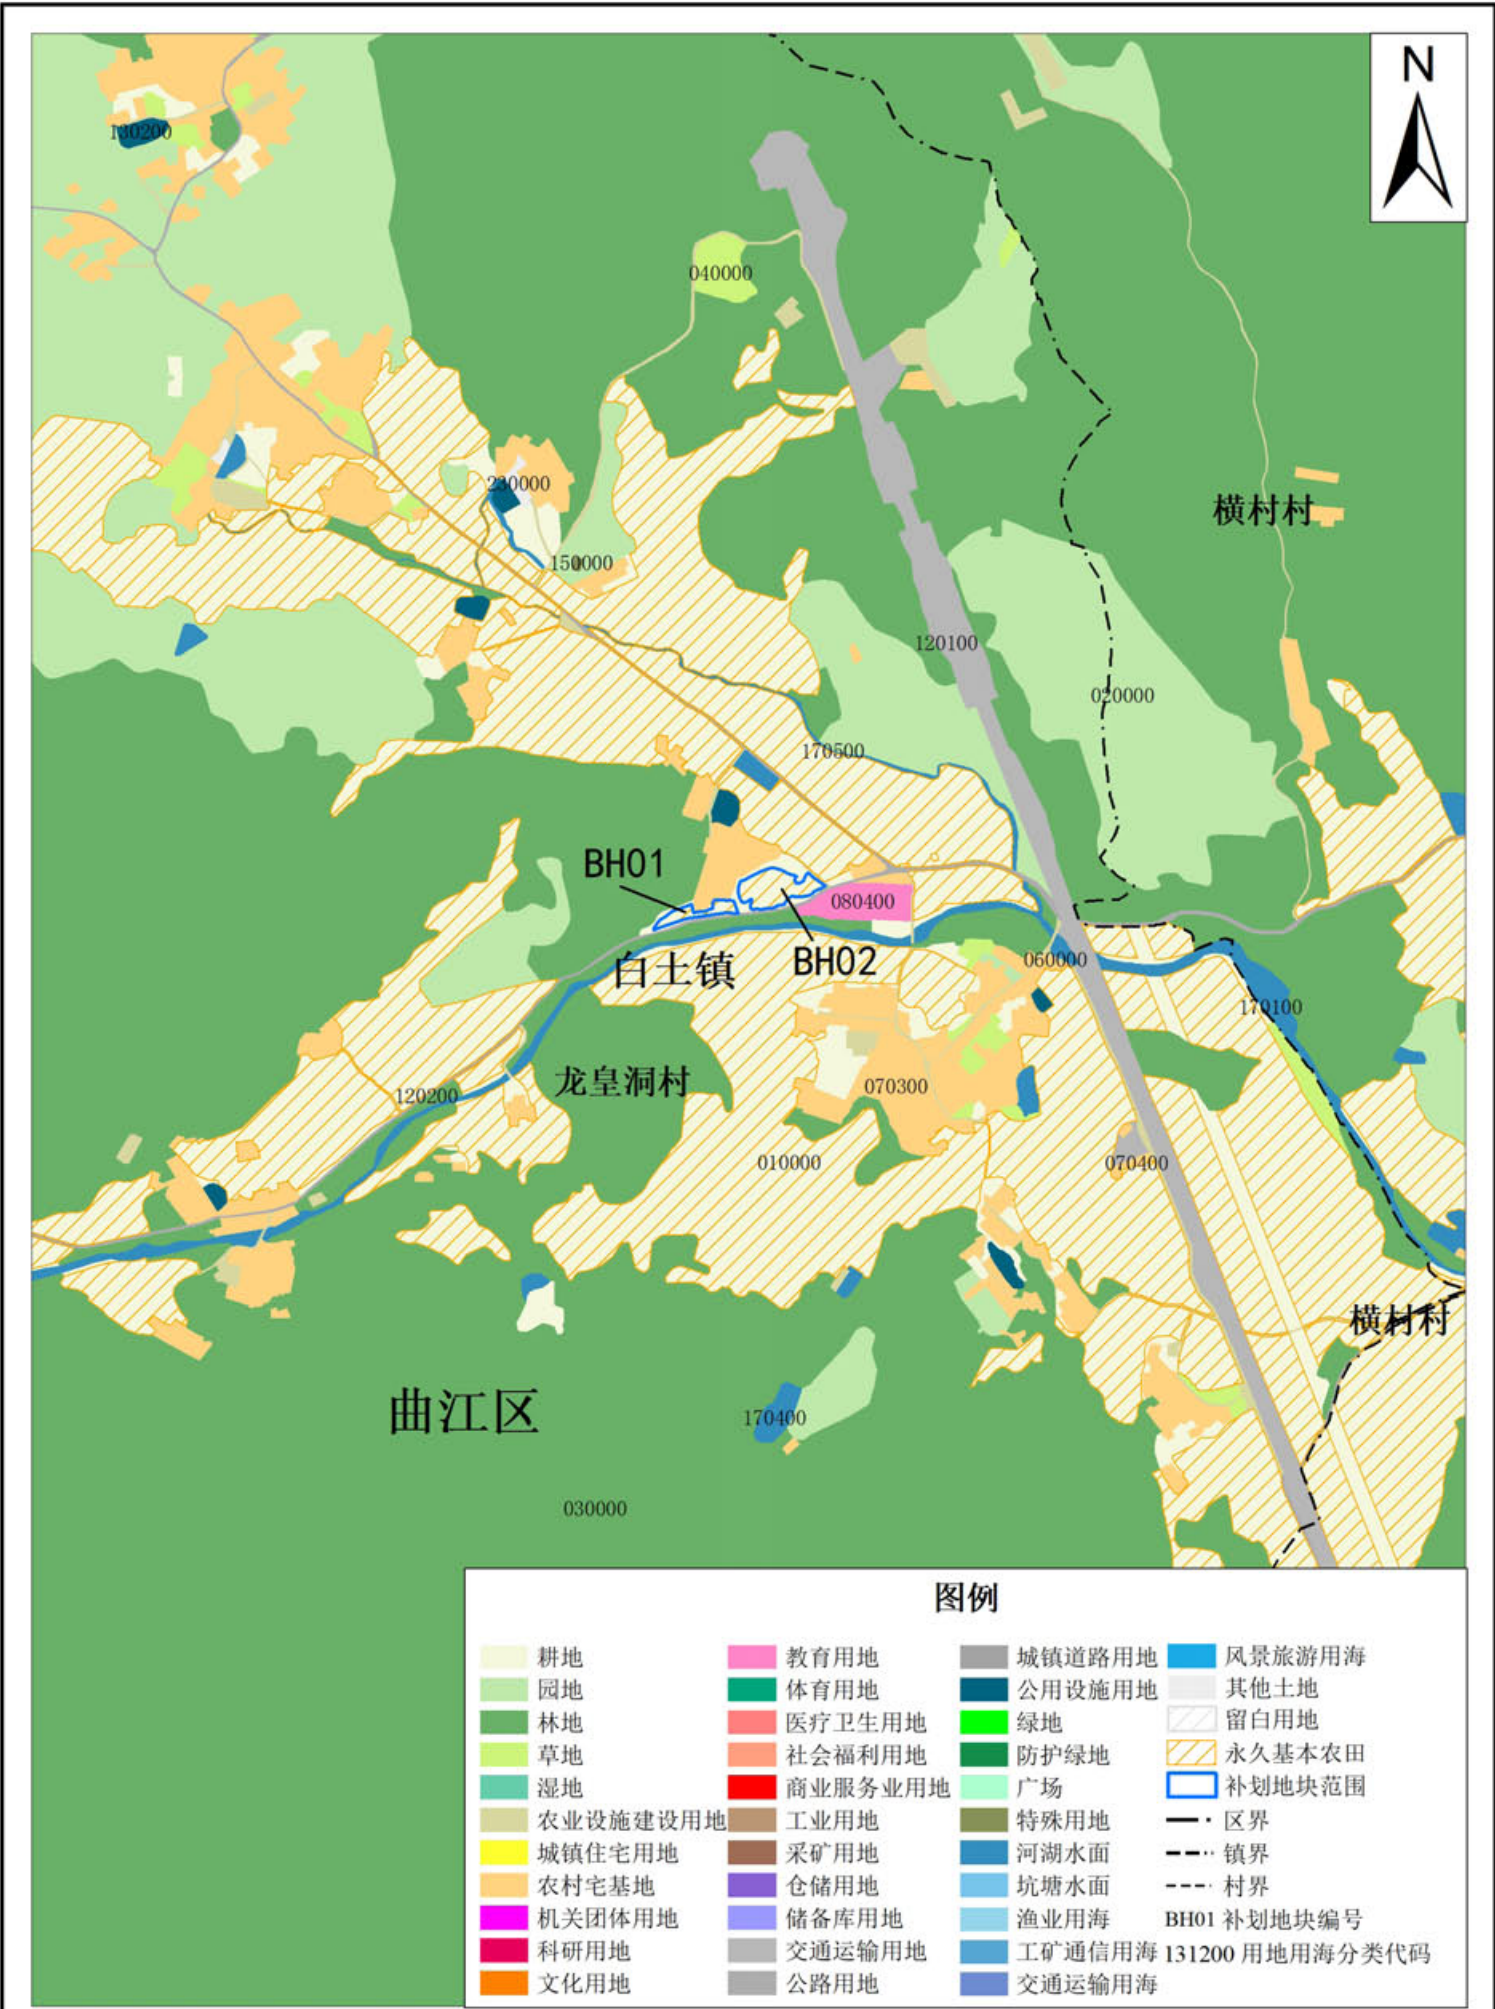 N
130200
040000
230000
横村村
150000
120100
020000
170500
BH01
080400
白土镇
BH02
060000
170100
龙皇洞村
120200
070300
010000
070400
横村村
曲江区
170400
030000
图例
耕地
园地
林地
草地
湿地
农业设施建设用地
城镇住宅用地
农村宅基地
机关团体用地
科研用地
文化用地
教育用地
体育用地
医疗卫生用地
社会福利用地
商业服务业用地
工业用地
采矿用地
仓储用地
储备库用地
交通运输用地
公路用地
城镇道路用地
公用设施用地
绿地
防护绿地
广场
特殊用地
河湖水面
坑塘水面
渔业用海
工矿通信用海
交通运输用海
风景旅游用海
其他土地
留白用地
永久基本农田
补划地块范围
区界
镇界
村界
BH01 补划地块编号
131200 用地用海分类代码